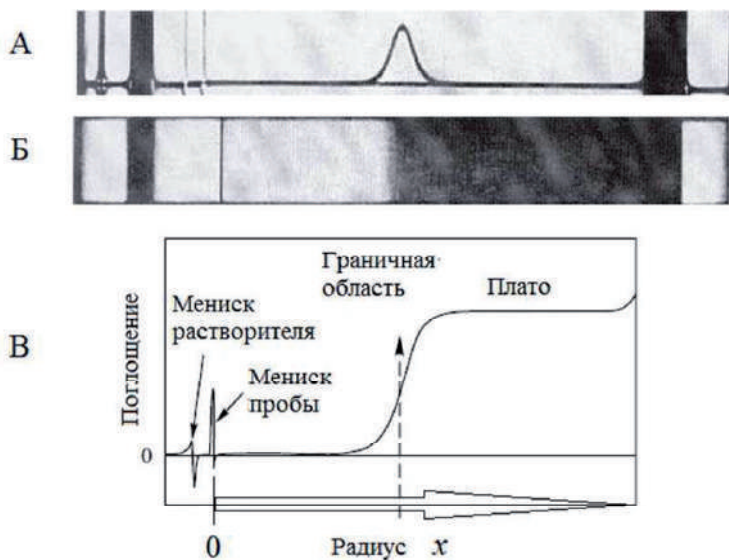 А
Б
В
Граничная
область
Плато
Мениск
растворителя
Мениск
пробы
Поглощение
0
0
Радиус x